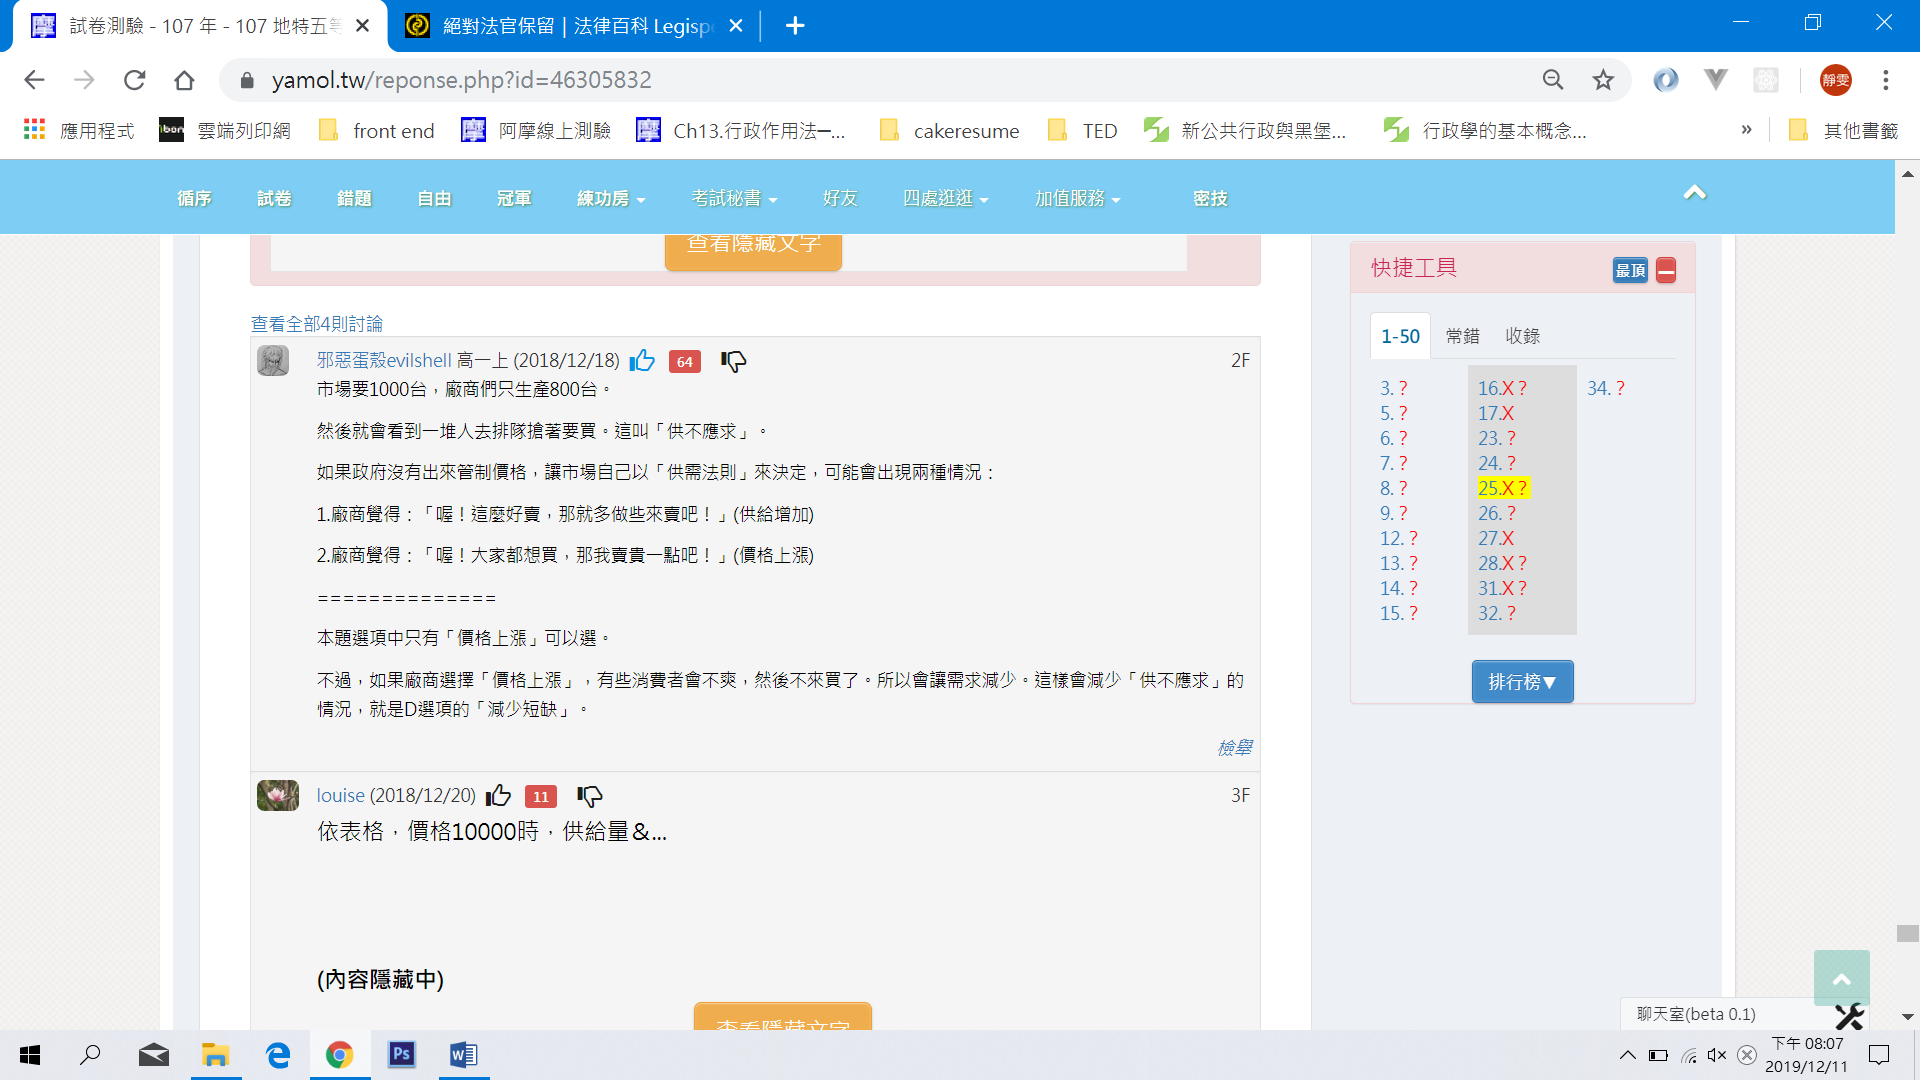 試卷測驗 - 107 年 - 107 地特五等
絕對法官保留 | 法律百科 Legispe
yamol.tw/reponse.php?id=46305832
靜雯
應用程式
ibon
雲端列印網
front end
阿摩線上測驗
Ch13.行政作用法─...
cakeresume
TED
新公共行政與黑堡...
行政學的基本概念...
»
其他書籤
循序
試卷
錯題
自由
冠軍
練功房
考試秘書
好友
四處逛逛
加值服務
密技
查看隱藏文字
查看全部4則討論
邪惡蛋殼evilshell 高一上 (2018/12/18) 64 2F
市場要1000台，廠商們只生產800台。
然後就會看到一堆人去排隊搶著要買。這叫「供不應求」。
如果政府沒有出來管制價格，讓市場自己以「供需法則」來決定，可能會出現兩種情況：
1.廠商覺得：「喔！這麼好賣，那就多做些來賣吧！」(供給增加)
2.廠商覺得：「喔！大家都想買，那我賣貴一點吧！」(價格上漲)
==============
本題選項中只有「價格上漲」可以選。
不過，如果廠商選擇「價格上漲」，有些消費者會不爽，然後不來買了。所以會讓需求減少。這樣會減少「供不應求」的
情況，就是D選項的「減少短缺」。
檢舉
louise (2018/12/20) 11 3F
依表格，價格10000時，供給量＆...
(內容隱藏中)
查看隱藏文字
快捷工具
最頂
1-50
常錯
收錄
3. ?
5. ?
6. ?
7. ?
8. ?
9. ?
12. ?
13. ?
14. ?
15. ?
16.X ?
17.X
23. ?
24. ?
25.X ?
26. ?
27.X
28.X ?
31.X ?
32. ?
34. ?
排行榜▼
聊天室(beta 0.1)
Ps
下午 08:07
2019/12/11